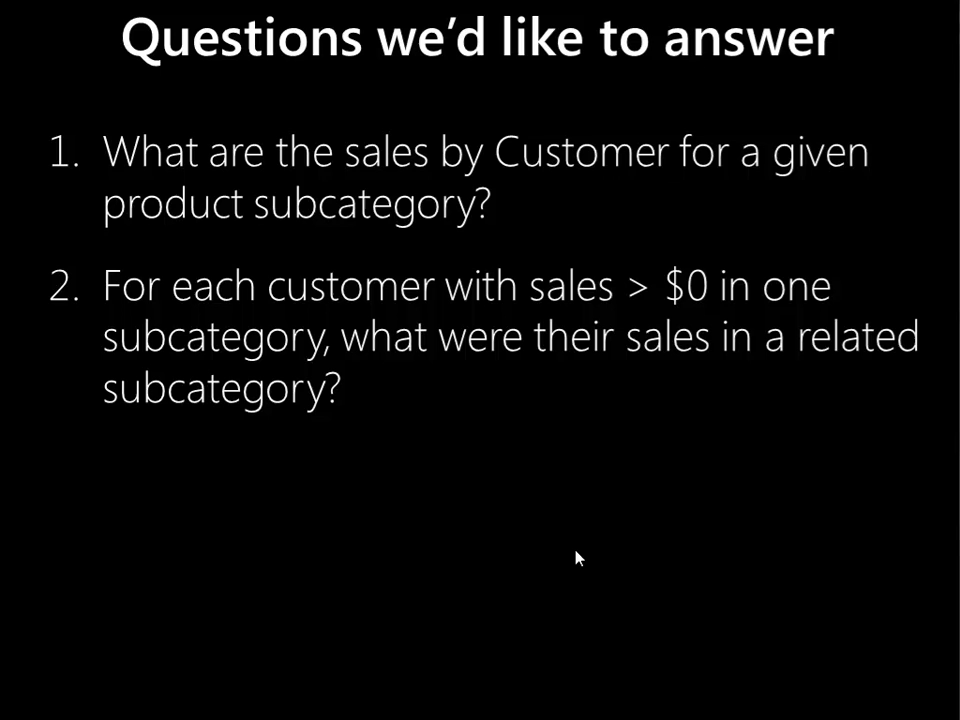 Questions we’d like to answer
1. What are the sales by Customer for a given
product subcategory?
2. For each customer with sales > $0 in one
subcategory, what were their sales in a related
subcategory?